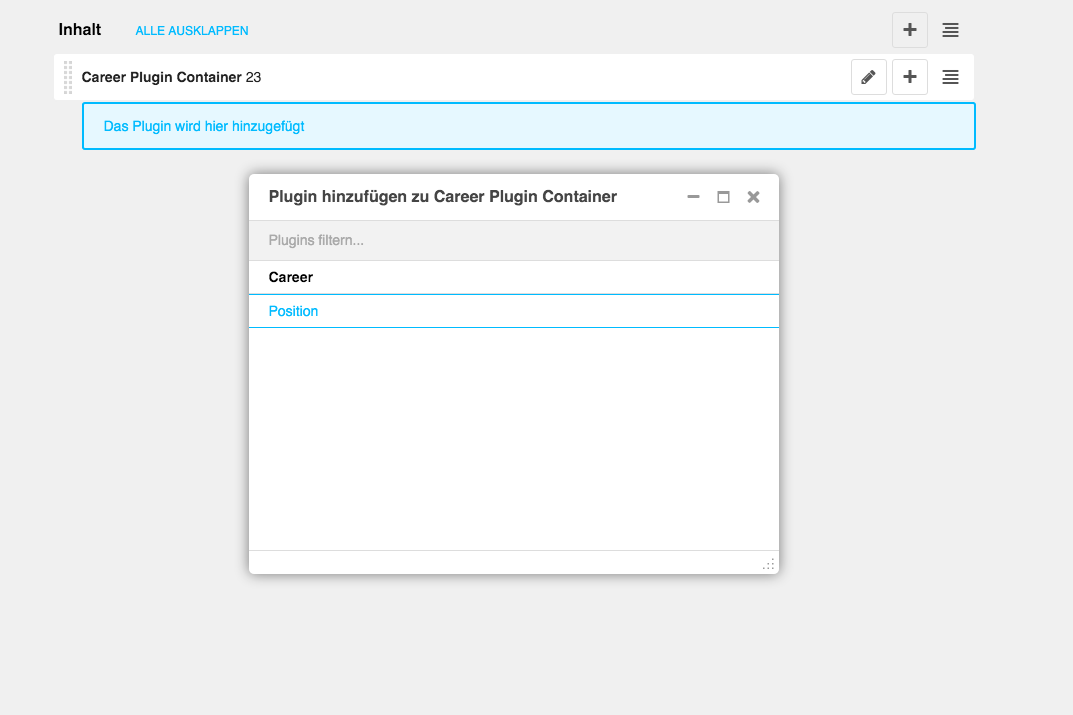 Inhalt ALLE AUSKLAPPEN
Career Plugin Container 23
Das Plugin wird hier hinzugefügt
Plugin hinzufügen zu Career Plugin Container
Plugins filtern...
Career
Position